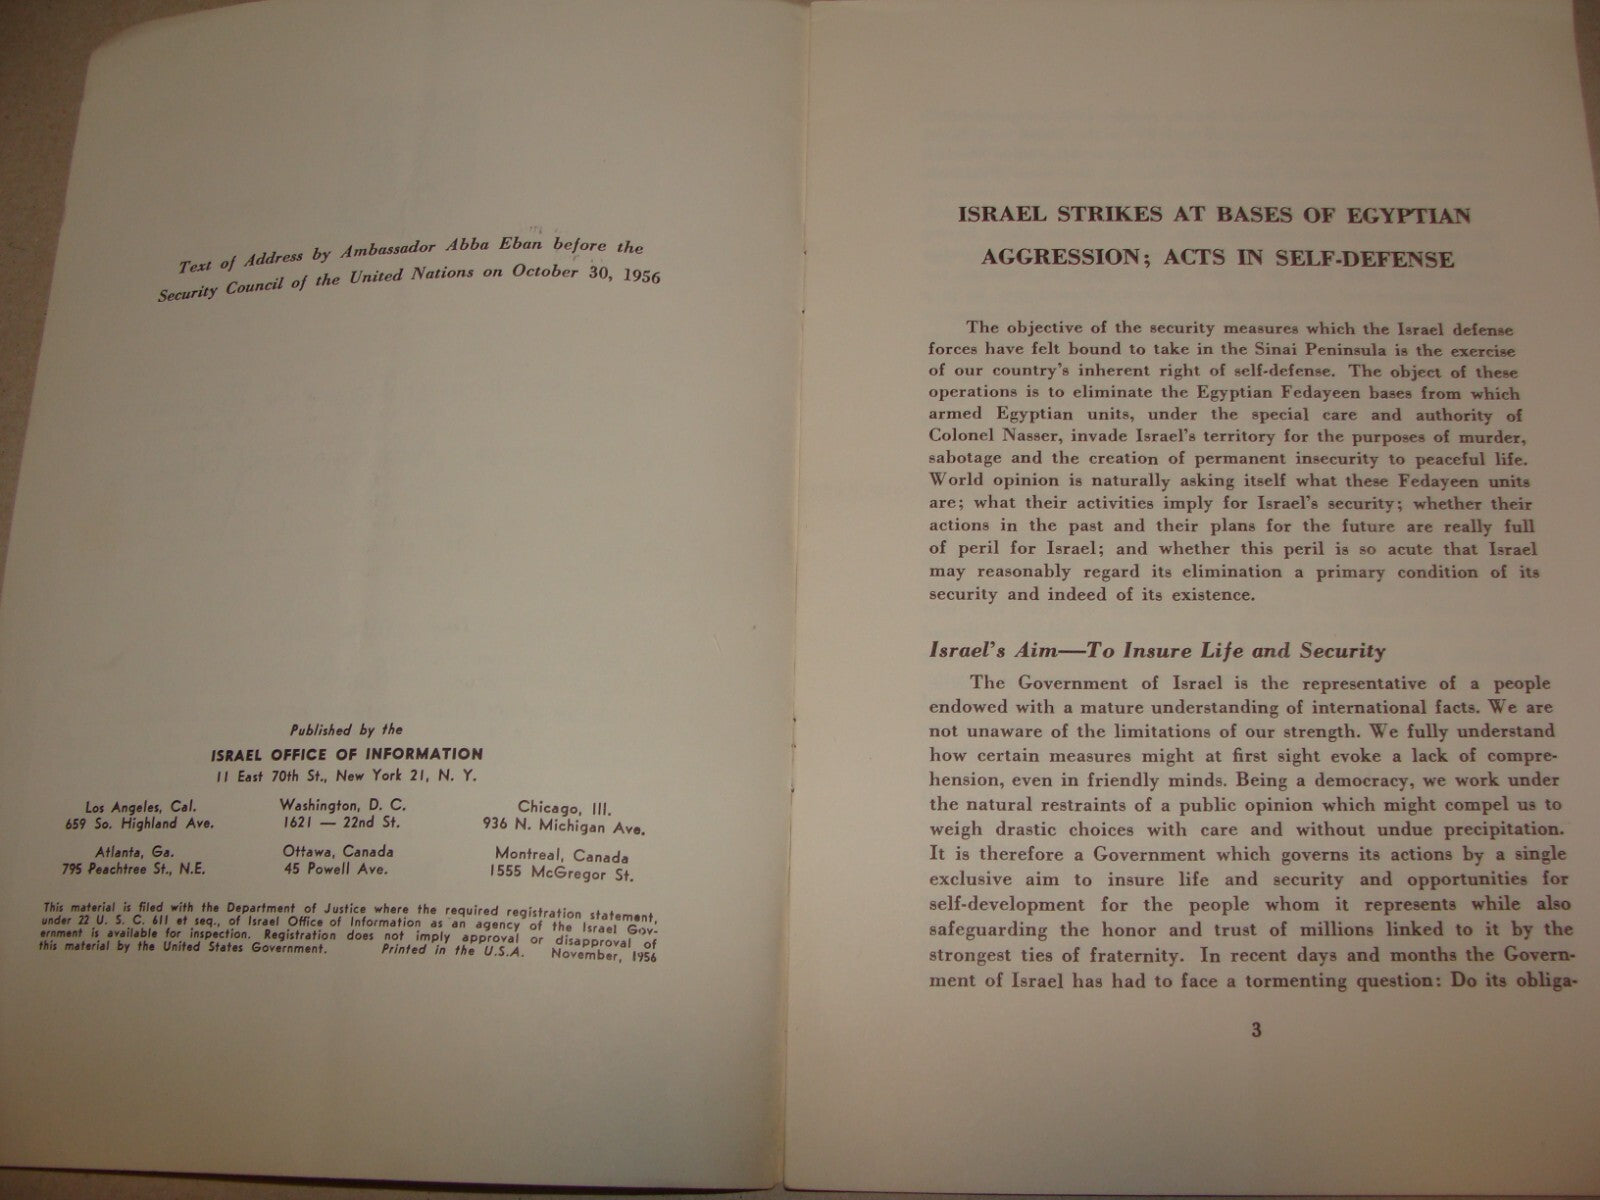 Text of Address by Ambassador Abba Eban before the
Security Council of the United Nations on October 30, 1956
Published by the
ISRAEL OFFICE OF INFORMATION
11 East 70th St., New York 21, N. Y.
Los Angeles, Cal.
659 So. Highland Ave.
Washington, D. C.
1621 — 22nd St.
Chicago, Ill.
936 N. Michigan Ave.
Atlanta, Ga.
795 Peachtree St., N.E.
Ottawa, Canada
45 Powell Ave.
Montreal, Canada
1555 McGregor St.
This material is filed with the Department of Justice where the required registration statement,
under 22 U. S. C. 611 et seq., of Israel Office of Information as an agency of the Israel Gov-
ernment is available for inspection. Registration does not imply approval or disapproval of
this material by the United States Government. Printed in the U.S.A. November, 1956
ISRAEL STRIKES AT BASES OF EGYPTIAN
AGGRESSION; ACTS IN SELF-DEFENSE
The objective of the security measures which the Israel defense
forces have felt bound to take in the Sinai Peninsula is the exercise
of our country's inherent right of self-defense. The object of these
operations is to eliminate the Egyptian Fedayeen bases from which
armed Egyptian units, under the special care and authority of
Colonel Nasser, invade Israel's territory for the purposes of murder,
sabotage and the creation of permanent insecurity to peaceful life.
World opinion is naturally asking itself what these Fedayeen units
are; what their activities imply for Israel's security; whether their
actions in the past and their plans for the future are really full
of peril for Israel; and whether this peril is so acute that Israel
may reasonably regard its elimination a primary condition of its
security and indeed of its existence.
Israel's Aim—To Insure Life and Security
The Government of Israel is the representative of a people
endowed with a mature understanding of international facts. We are
not unaware of the limitations of our strength. We fully understand
how certain measures might at first sight evoke a lack of compre-
hension, even in friendly minds. Being a democracy, we work under
the natural restraints of a public opinion which might compel us to
weigh drastic choices with care and without undue precipitation.
It is therefore a Government which governs its actions by a single
exclusive aim to insure life and security and opportunities for
self-development for the people whom it represents while also
safeguarding the honor and trust of millions linked to it by the
strongest ties of fraternity. In recent days and months the Govern-
ment of Israel has had to face a tormenting question: Do its obliga-
3